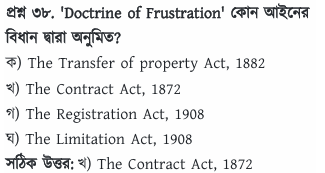 প্রশ্ন ৩৮. 'Doctrine of Frustration' কোন আইনের
বিধান দ্বারা অনুমিত?
ক) The Transfer of property Act, 1882
খ) The Contract Act, 1872
গ) The Registration Act, 1908
ঘ) The Limitation Act, 1908
সঠিক উত্তর: খ) The Contract Act, 1872